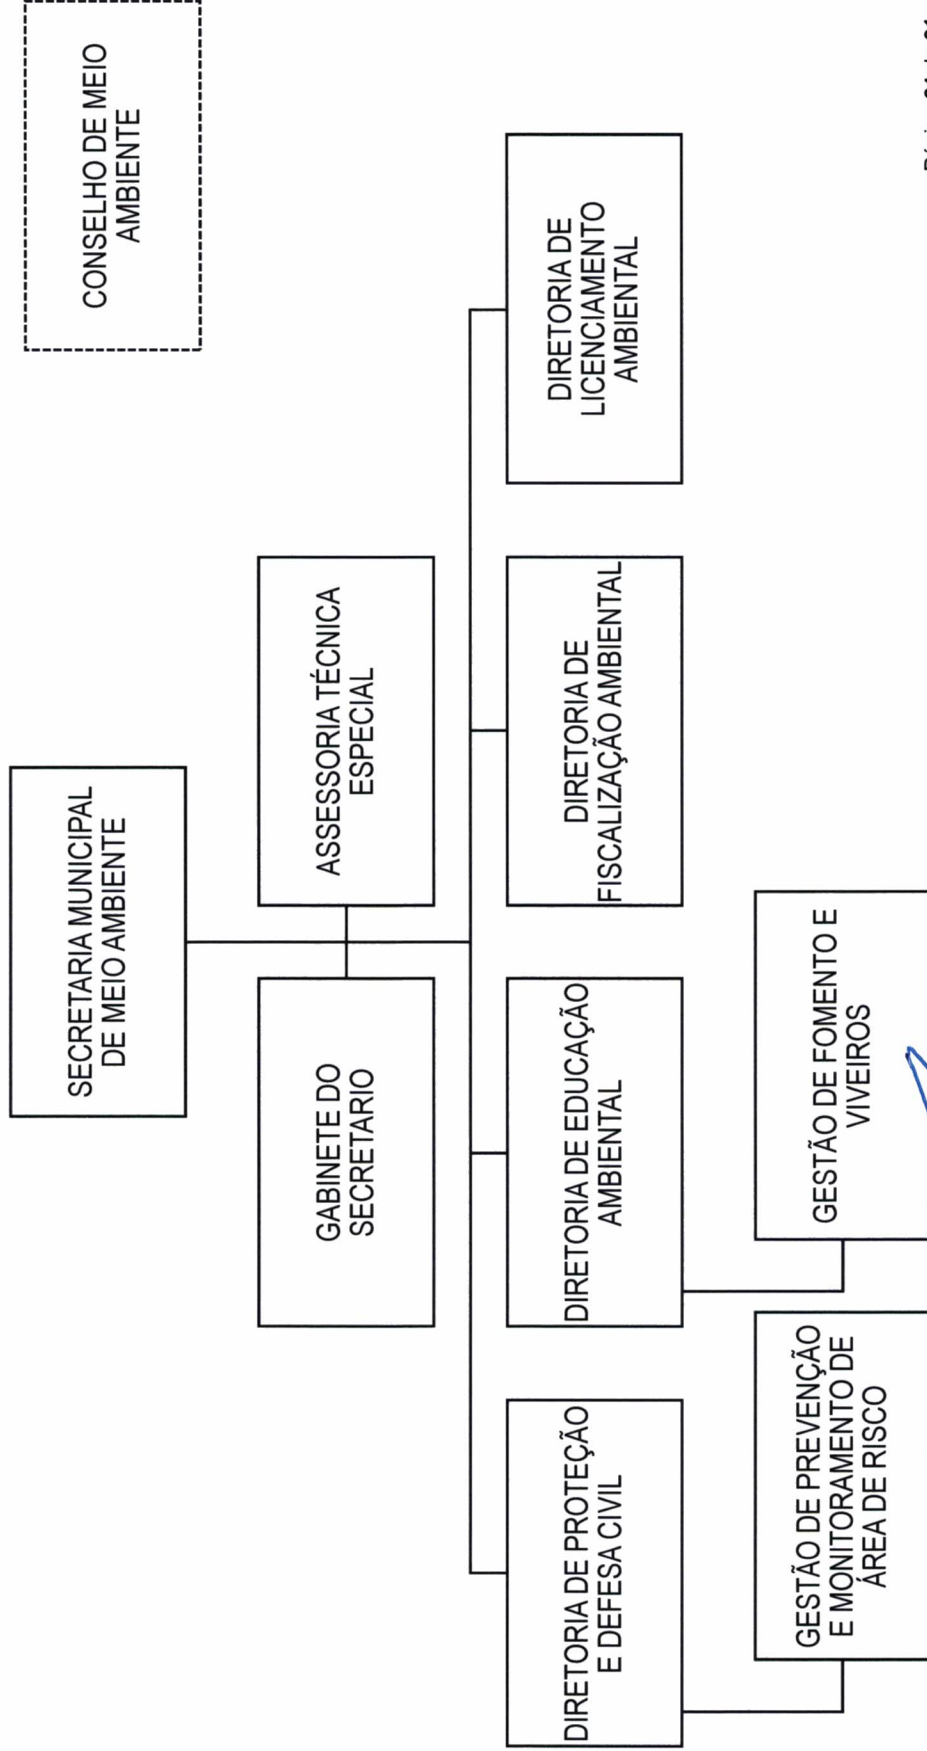 CONSELHO DE MEIO
AMBIENTE
SECRETARIA MUNICIPAL
DE MEIO AMBIENTE
GABINETE DO
SECRETARIO
ASSESSORIA TÉCNICA
ESPECIAL
DIRETORIA DE PROTEÇÃO
E DEFESA CIVIL
DIRETORIA DE EDUCAÇÃO
AMBIENTAL
DIRETORIA DE
FISCALIZAÇÃO AMBIENTAL
DIRETORIA DE
LICENCIAMENTO
AMBIENTAL
GESTÃO DE PREVENÇÃO
E MONITORAMENTO DE
ÁREA DE RISCO
GESTÃO DE FOMENTO E
VIVEIROS